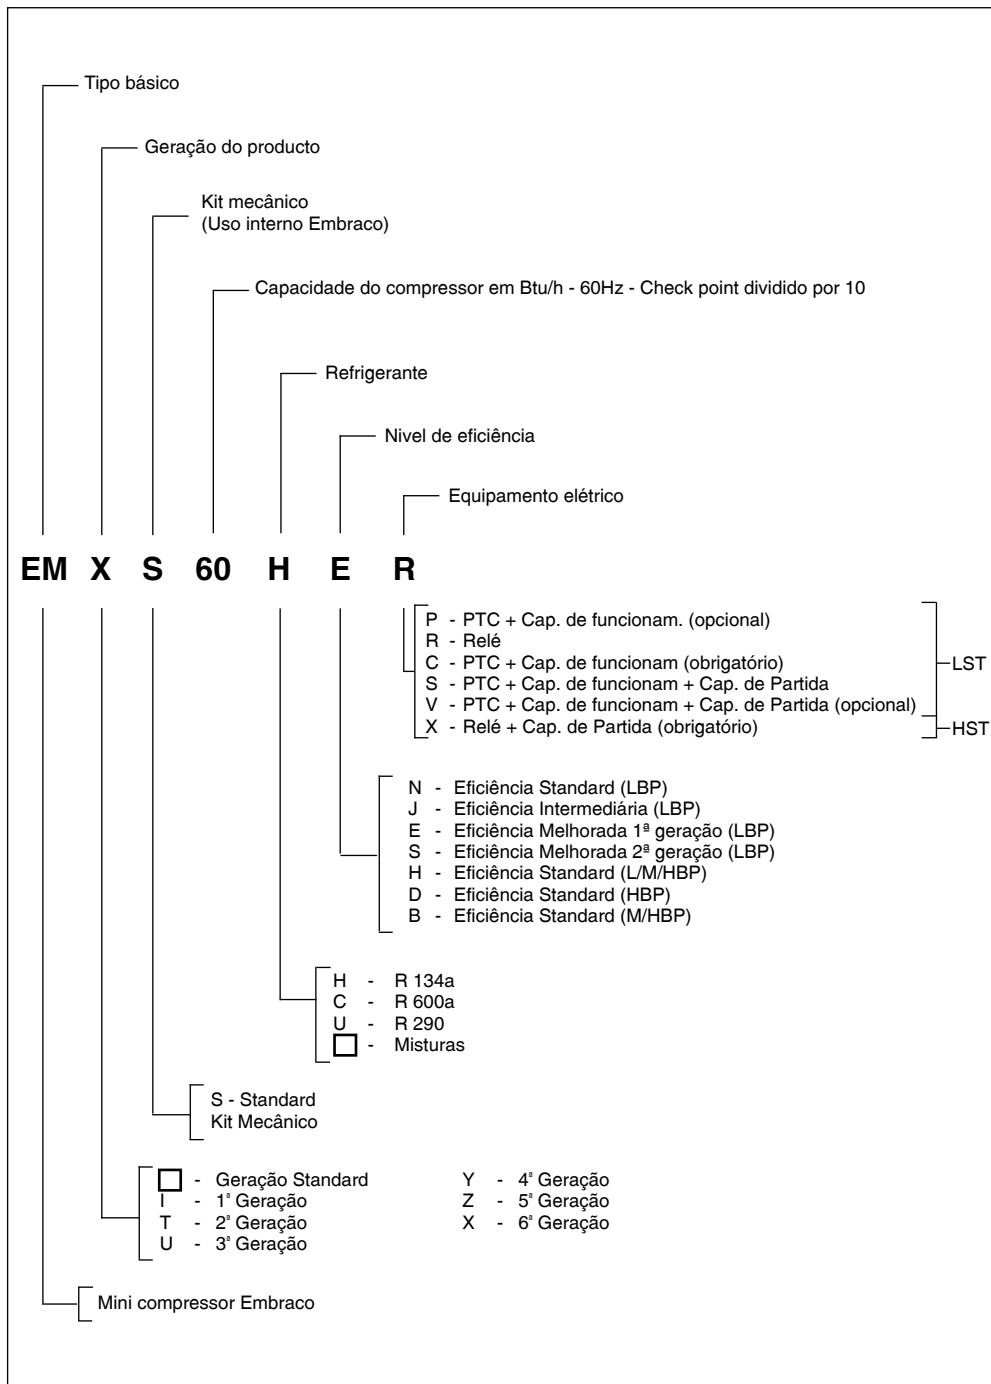 Tipo básico
Geração do producto
Kit mecânico
(Uso interno Embraco)
Capacidade do compressor em Btu/h - 60Hz - Check point dividido por 10
Refrigerante
Nivel de eficiência
Equipamento elétrico
EM X S 60 H E R
P - PTC + Cap. de funcionam. (opcional)
R - Relé
C - PTC + Cap. de funcionam (obrigatório)
LST
S - PTC + Cap. de funcionam + Cap. de Partida
V - PTC + Cap. de funcionam + Cap. de Partida (opcional)
X - Relé + Cap. de Partida (obrigatório)
HST
N - Eficiência Standard (LBP)
J - Eficiência Intermediária (LBP)
E - Eficiência Melhorada 1ª geração (LBP)
S - Eficiência Melhorada 2ª geração (LBP)
H - Eficiência Standard (L/M/HBP)
D - Eficiência Standard (HBP)
B - Eficiência Standard (M/HBP)
H - R 134a
C - R 600a
U - R 290
- Misturas
S - Standard
Kit Mecânico
- Geração Standard
I - 1ª Geração
T - 2ª Geração
U - 3ª Geração
Y - 4ª Geração
Z - 5ª Geração
X - 6ª Geração
Mini compressor Embraco